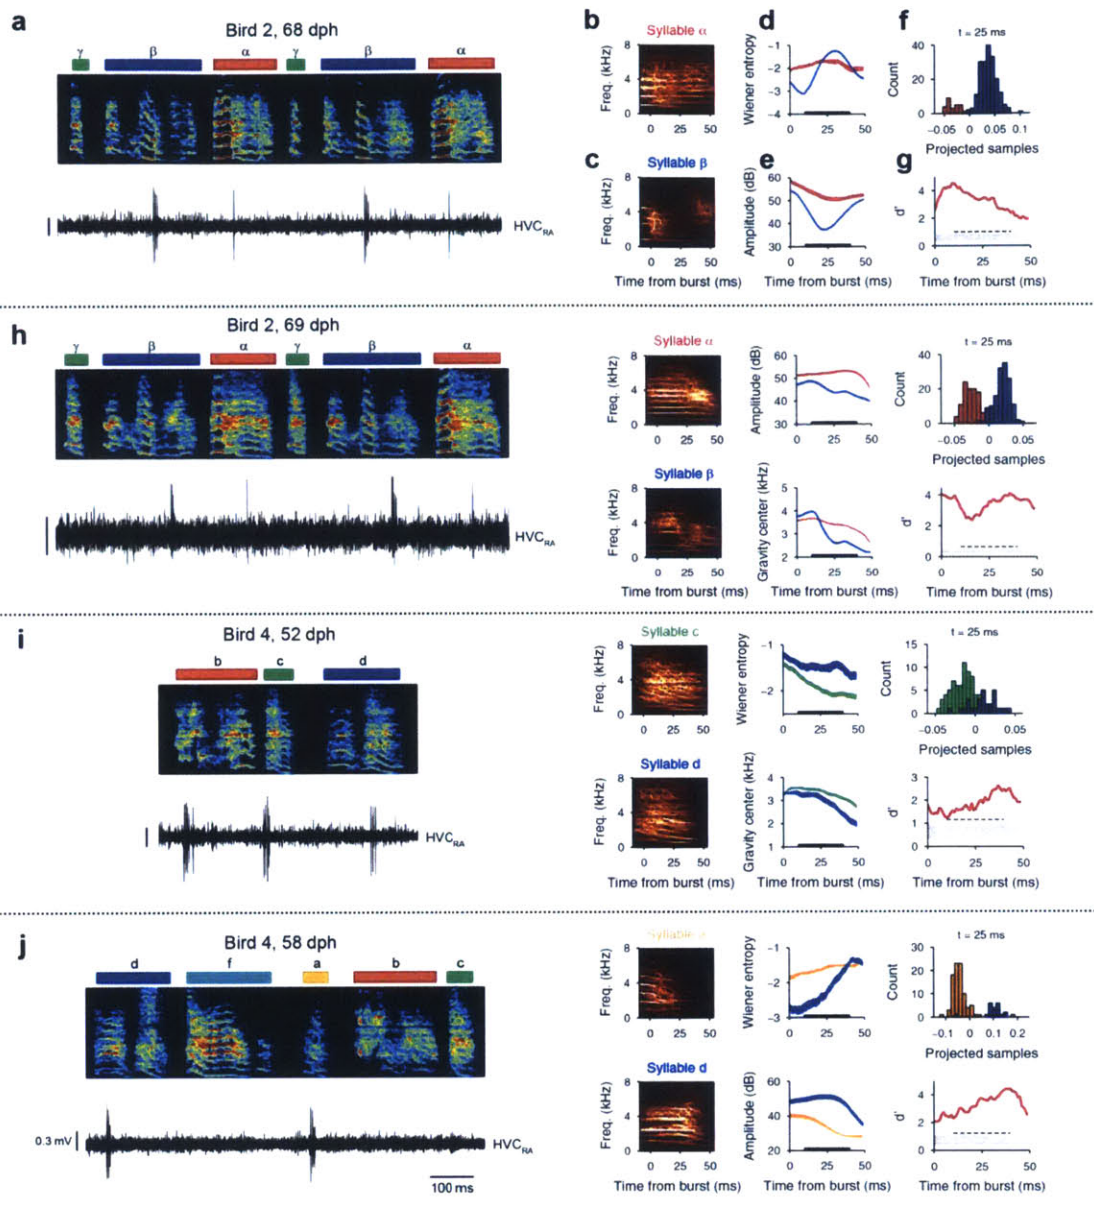 a
Bird 2, 68 dph
γ β α γ β α
HVCRA
b
Syllable α
Freq. (kHz)
8
4
0
0 50
c
Syllable β
Freq. (kHz)
8
4
0
0 50
Time from burst (ms)
d
Wiener entropy
−1
−2
−3
−4
0 25 50
e
Amplitude (dB)
60
50
40
30
0 25 50
Time from burst (ms)
f
t = 25 ms
Count
40
20
0
−0.05 0 0.05 0.1
Projected samples
g
d'
4
2
0
0 25 50
Time from burst (ms)
h
Bird 2, 69 dph
γ β α γ β α
HVCRA
Syllable α
Freq. (kHz)
8
4
0
0 50
Syllable β
Freq. (kHz)
8
4
0
0 50
Time from burst (ms)
Amplitude (dB)
60
50
40
30
0 25 50
Gravity center (kHz)
5
4
3
2
0 25 50
Time from burst (ms)
t = 25 ms
Count
40
20
0
−0.05 0 0.05
Projected samples
d'
4
2
0
0 25 50
Time from burst (ms)
i
Bird 4, 52 dph
b c d
HVCRA
Syllable c
Freq. (kHz)
8
4
0
0 50
Syllable d
Freq. (kHz)
8
4
0
0 50
Time from burst (ms)
Wiener entropy
−1
−2
0 25 50
Gravity center (kHz)
4
3
2
1
0 25 50
Time from burst (ms)
t = 25 ms
Count
15
10
5
0
−0.05 0 0.05
Projected samples
d'
3
2
1
0
0 25 50
Time from burst (ms)
j
Bird 4, 58 dph
d f a b c
0.3 mV
HVCRA
100 ms
Syllable a
Freq. (kHz)
8
4
0
0 50
Syllable d
Freq. (kHz)
8
4
0
0 50
Time from burst (ms)
Wiener entropy
−1
−2
−3
0 25 50
Amplitude (dB)
60
40
20
0 25 50
Time from burst (ms)
t = 25 ms
Count
30
20
10
0
−0.1 0 0.1 0.2
Projected samples
d'
4
2
0
0 25 50
Time from burst (ms)